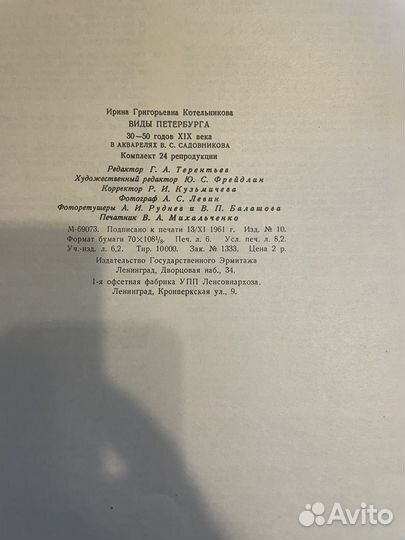 Ирина Григорьевна Котельникова
ВИДЫ ПЕТЕРБУРГА
30—50 годов XIX века
В АКВАРЕЛЯХ В. С. САДОВНИКОВА
Комплект 24 репродукции
Редактор Г. А. Терентьев
Художественный редактор Ю. С. Фрейдлин
Корректор Р. И. Кузьмичева
Фотограф А. С. Левин
Фоторетушеры А. И. Руднев и В. П. Балашова
Печатник В. А. Михальченко
М-69073. Подписано к печати 13/XI 1961 г. Изд. № 10.
Формат бумаги 70×108⅛. Печ. л. 6. Усл. печ. л. 8,2.
Уч.-изд. л. 6,2. Тир. 10000. Зак. № 1333. Цена 2 р.
Издательство Государственного Эрмитажа
Ленинград, Дворцовая наб., 34.
1-я офсетная фабрика УПП Ленсовнархоза.
Ленинград, Кронверкская ул., 9.
Avito